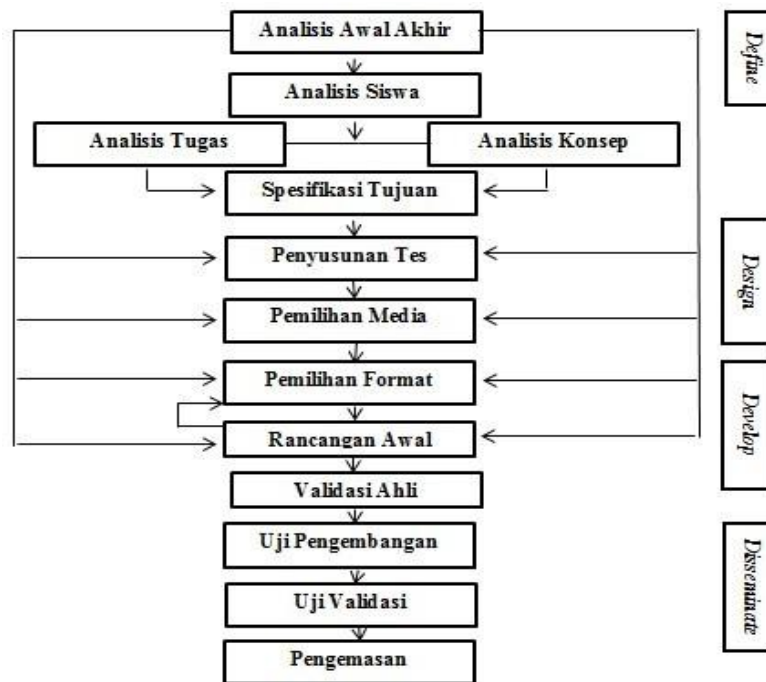 Analisis Awal Akhir
Define
Analisis Siswa
Analisis Tugas
Analisis Konsep
Spesifikasi Tujuan
Penyusunan Tes
Design
Pemilihan Media
Pemilihan Format
Develop
Rancangan Awal
Validasi Ahli
Uji Pengembangan
Disseminate
Uji Validasi
Pengemasan